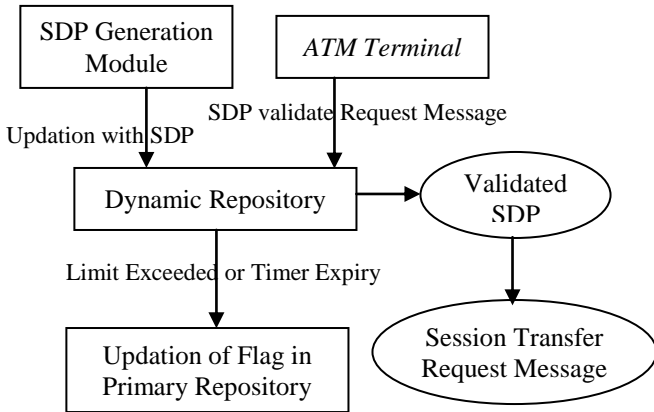 SDP Generation
Module
ATM Terminal
SDP validate Request Message
Updation with SDP
Dynamic Repository
Validated
SDP
Limit Exceeded or Timer Expiry
Updation of Flag in
Primary Repository
Session Transfer
Request Message